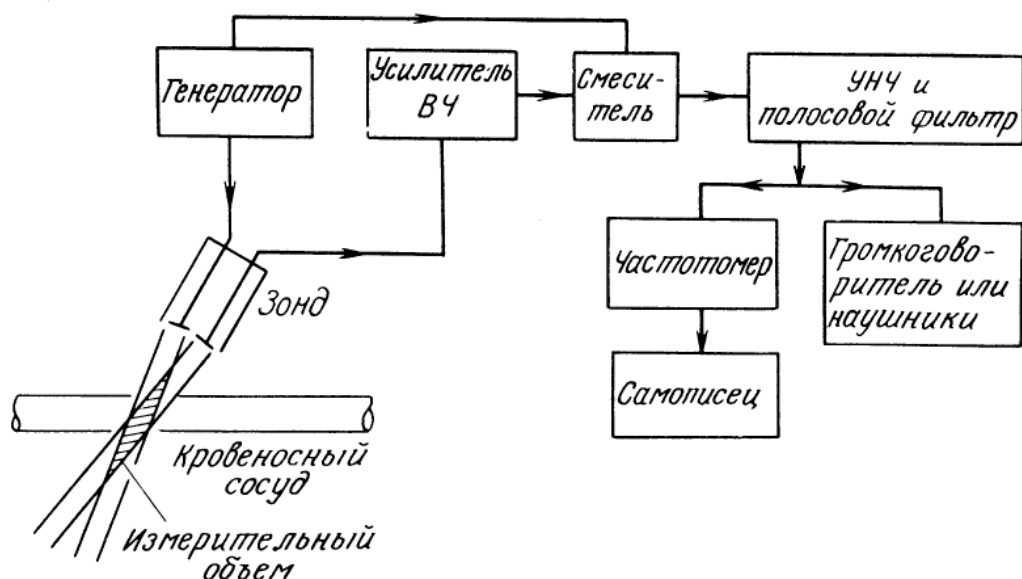 Генератор
Усилитель
ВЧ
Смеси-
тель
УНЧ и
полосовой фильтр
Зонд
Частотомер
Громкогово-
ритель или
наушники
Самописец
Кровеносный
сосуд
Измерительный
объем